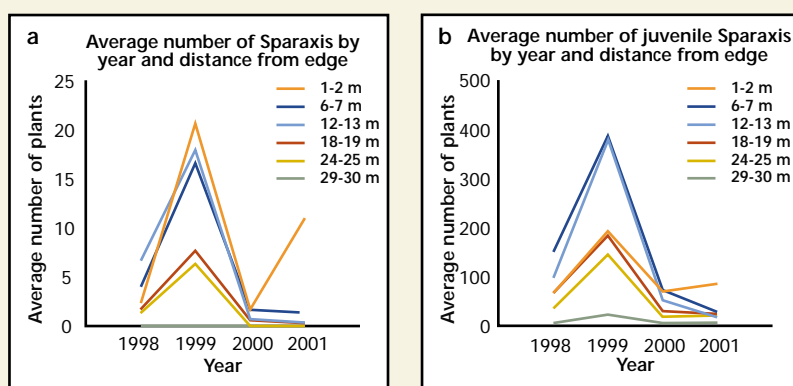 a
Average number of Sparaxis by
year and distance from edge
Average number of plants
25
20
15
10
5
0
1-2 m
6-7 m
12-13 m
18-19 m
24-25 m
29-30 m
1998 1999 2000 2001
Year
b
Average number of juvenile Sparaxis
by year and distance from edge
Average number of plants
500
400
300
200
100
0
1-2 m
6-7 m
12-13 m
18-19 m
24-25 m
29-30 m
1998 1999 2000 2001
Year